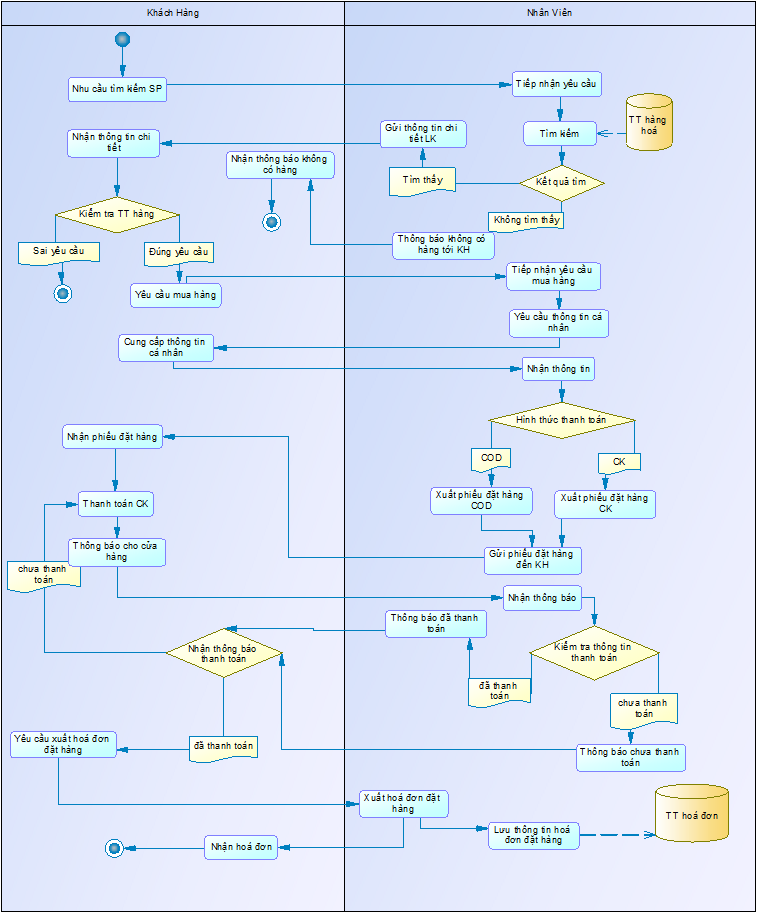 Khách Hàng
Nhân Viên
Nhu cầu tìm kiếm SP
Tiếp nhận yêu cầu
TT hàng
hoá
Tìm kếm
Gửi thông tin chi
tiết LK
Nhận thông tin chi
tiết
Nhận thông báo không
có hàng
Tìm thấy
Kết quả tìm
Không tìm thấy
Kiểm tra TT hàng
Thông báo không có
hàng tới KH
Sai yêu cầu
Đúng yêu cầu
Yêu cầu mua hàng
Tiếp nhận yêu cầu
mua hàng
Yêu cầu thông tin cá
nhân
Cung cấp thông tin
cá nhân
Nhận thông tin
Hình thức thanh toán
Nhận phiếu đặt hàng
COD
CK
Xuất phiếu đặt hàng
COD
Xuất phiếu đặt hàng
CK
Thanh toán CK
Thông báo cho cửa
hàng
Gửi phiếu đặt hàng
đến KH
chưa thanh
toán
Nhận thông báo
Thông báo đã thanh
toán
Nhận thông báo
thanh toán
Kiểm tra thông tin
thanh toán
đã thanh
toán
chưa thanh
toán
Yêu cầu xuất hoá đơn
đặt hàng
đã thanh toán
Thông báo chưa thanh
toán
Xuất hoá đơn đặt
hàng
Lưu thông tin hoá
đơn đặt hàng
TT hoá đơn
Nhận hoá đơn